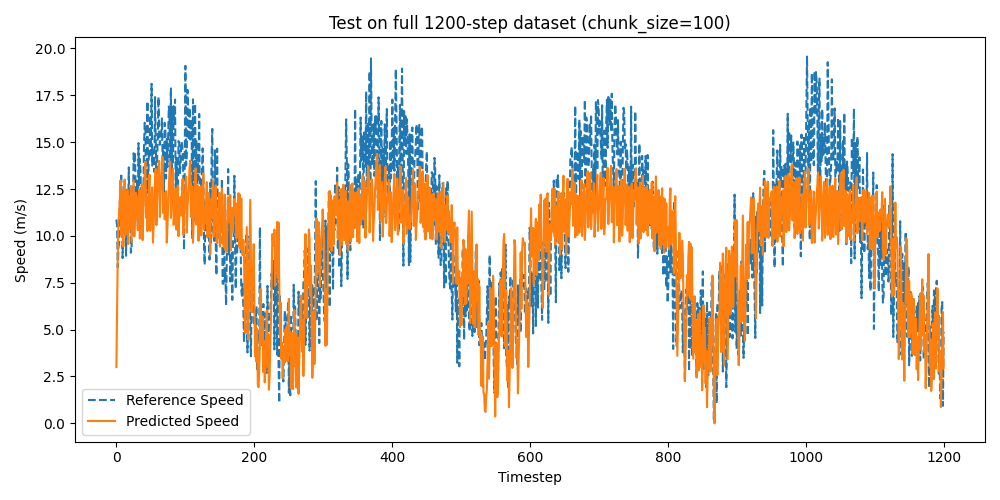 Test on full 1200-step dataset (chunk_size=100)
Speed (m/s)
20.0
17.5
15.0
12.5
10.0
7.5
5.0
2.5
0.0
Reference Speed
Predicted Speed
0 200 400 600 800 1000 1200
Timestep